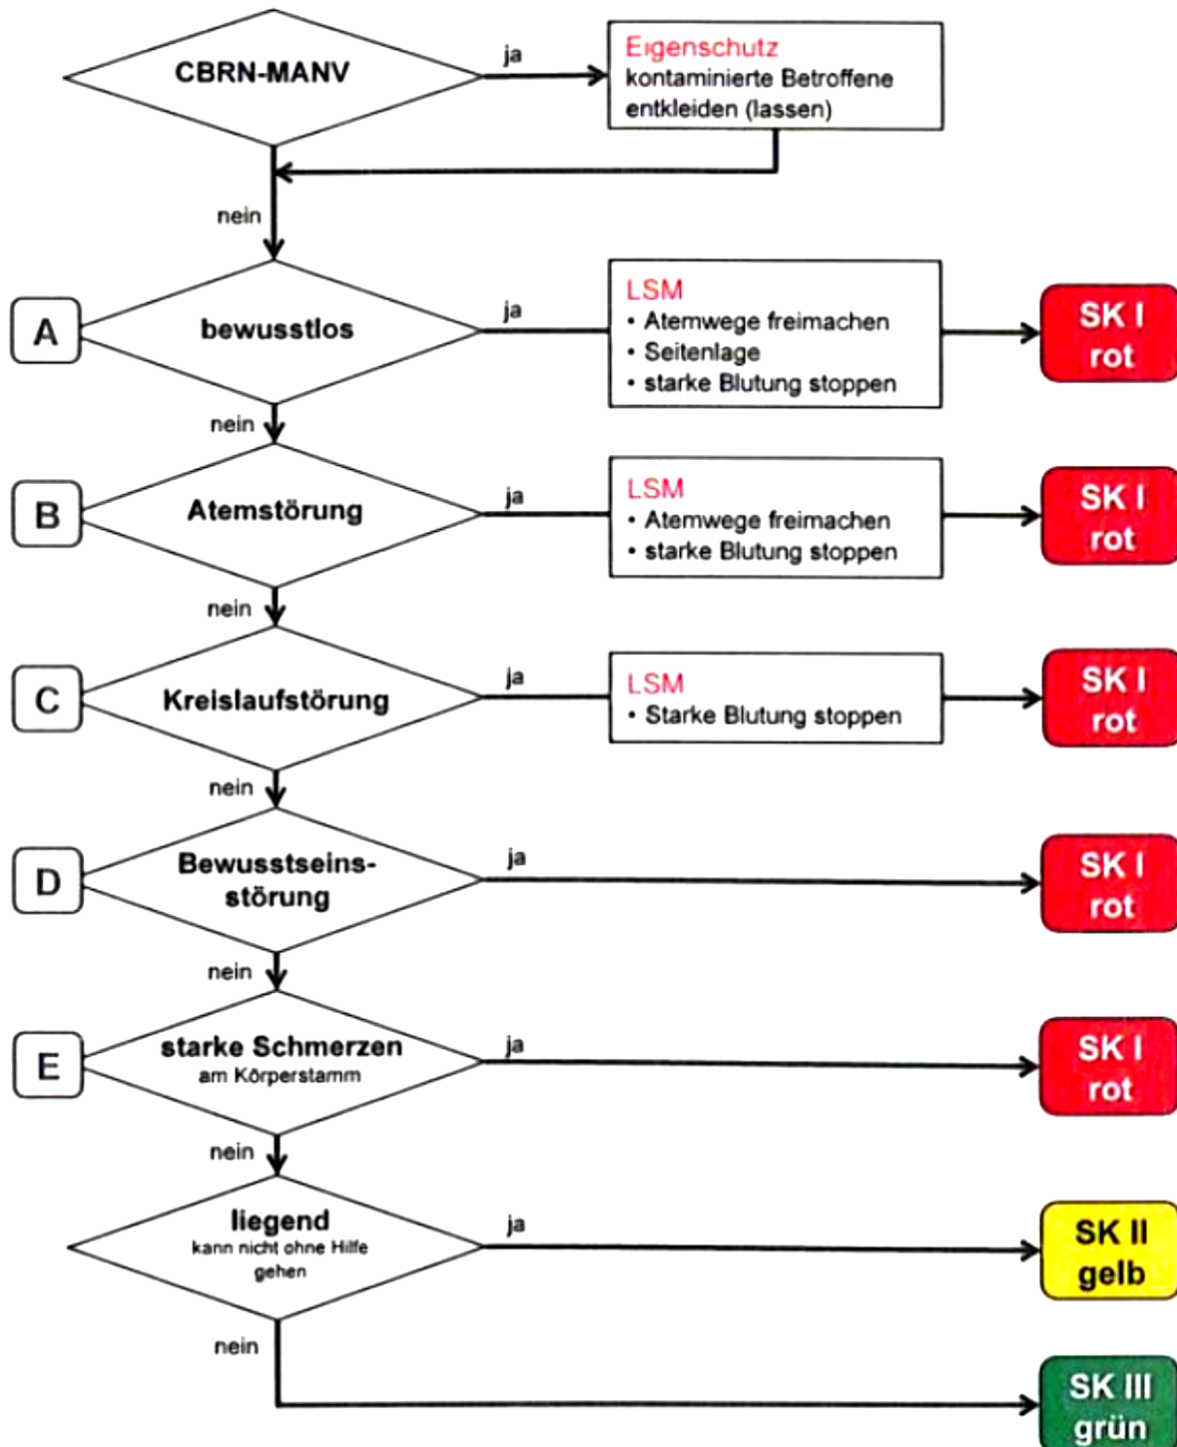 CBRN-MANV
ja
Eigenschutz
kontaminierte Betroffene
entkleiden (lassen)
nein
A
bewusstlos
ja
LSM
• Atemwege freimachen
• Seitenlage
• starke Blutung stoppen
SK I
rot
nein
B
Atemstörung
ja
LSM
• Atemwege freimachen
• starke Blutung stoppen
SK I
rot
nein
C
Kreislaufstörung
ja
LSM
• Starke Blutung stoppen
SK I
rot
nein
D
Bewusstseins-
störung
ja
SK I
rot
nein
E
starke Schmerzen
am Körperstamm
ja
SK I
rot
nein
liegend
kann nicht ohne Hilfe
gehen
ja
SK II
gelb
nein
SK III
grün